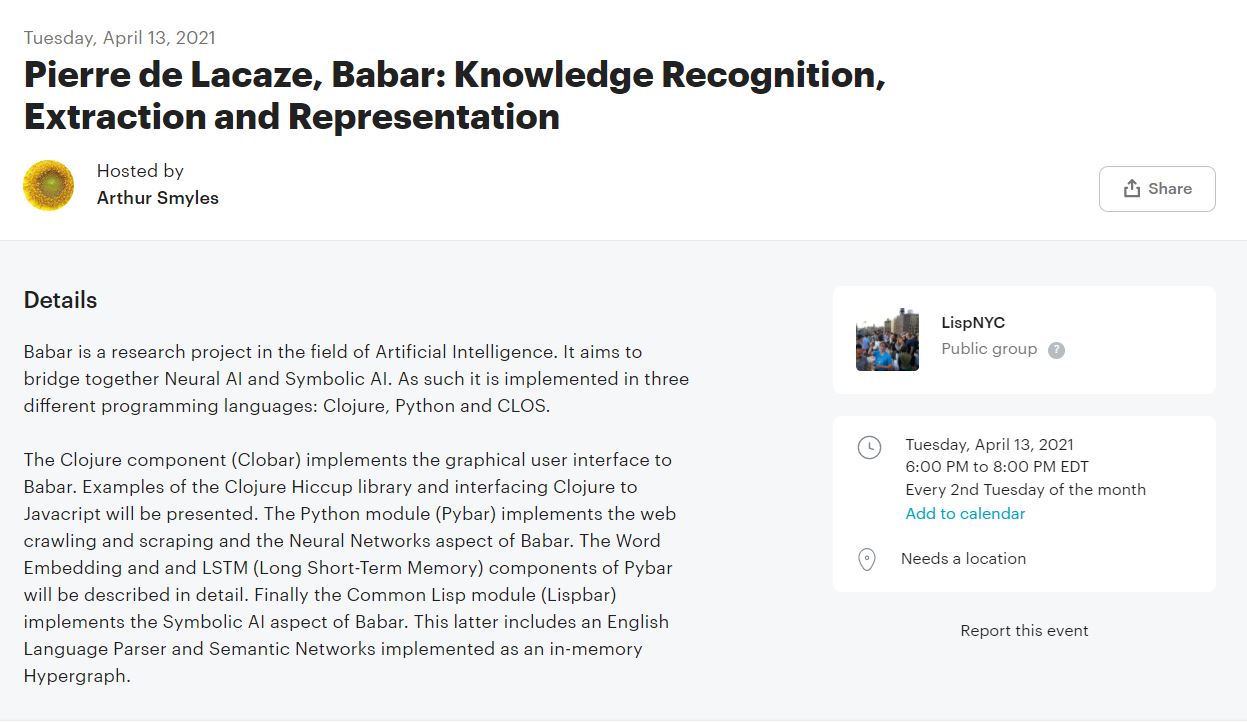 Tuesday, April 13, 2021
Pierre de Lacaze, Babar: Knowledge Recognition,
Extraction and Representation
Hosted by
Arthur Smyles
Share
Details
Babar is a research project in the field of Artificial Intelligence. It aims to
bridge together Neural AI and Symbolic AI. As such it is implemented in three
different programming languages: Clojure, Python and CLOS.
The Clojure component (Clobar) implements the graphical user interface to
Babar. Examples of the Clojure Hiccup library and interfacing Clojure to
Javacript will be presented. The Python module (Pybar) implements the web
crawling and scraping and the Neural Networks aspect of Babar. The Word
Embedding and and LSTM (Long Short-Term Memory) components of Pybar
will be described in detail. Finally the Common Lisp module (Lispbar)
implements the Symbolic AI aspect of Babar. This latter includes an English
Language Parser and Semantic Networks implemented as an in-memory
Hypergraph.
LispNYC
Public group ?
Tuesday, April 13, 2021
6:00 PM to 8:00 PM EDT
Every 2nd Tuesday of the month
Add to calendar
Needs a location
Report this event